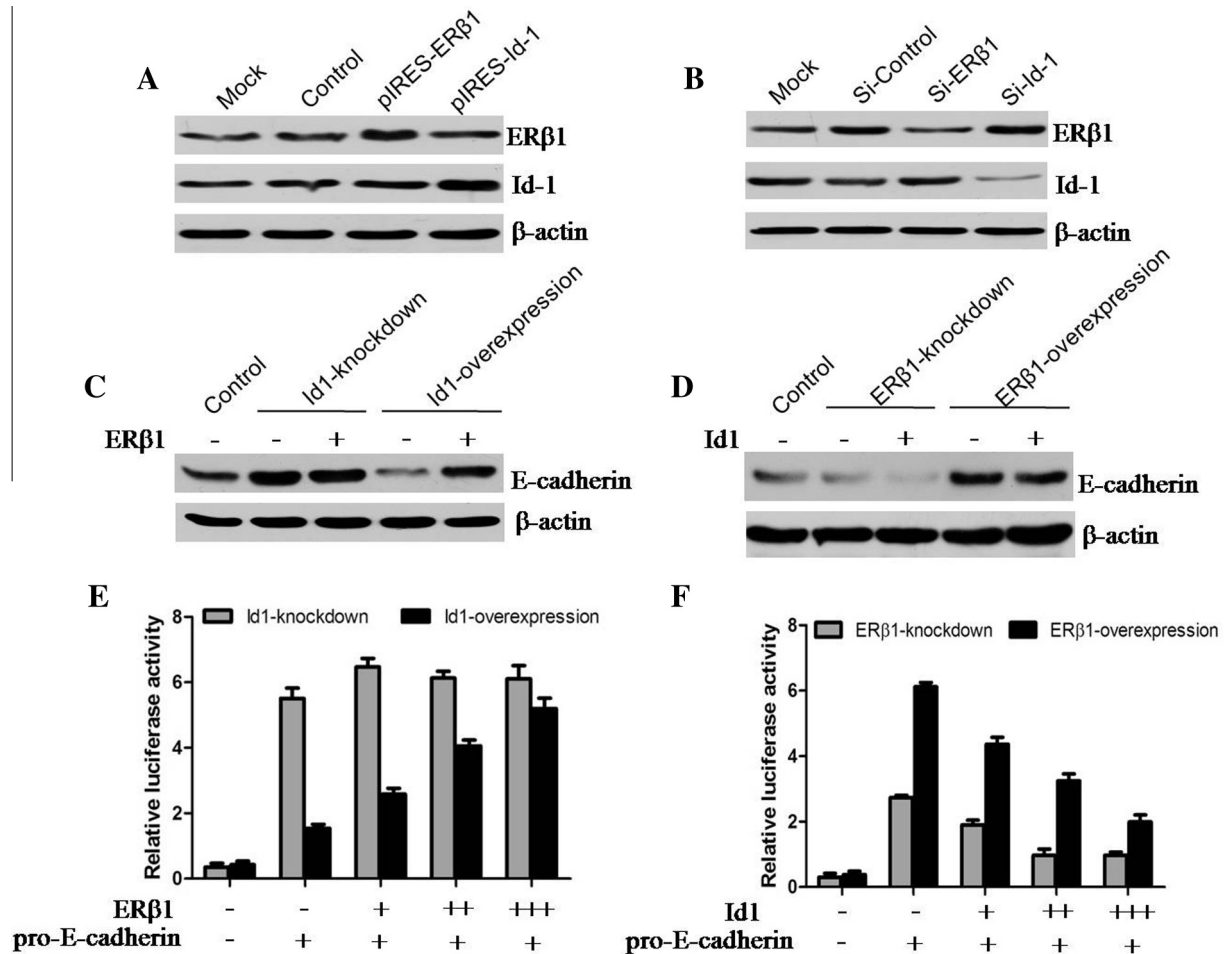 A
Mock Control pIRES-ERβ1 pIRES-Id-1
ERβ1
Id-1
β-actin
B
Mock Si-Control Si-ERβ1 Si-Id-1
ERβ1
Id-1
β-actin
C
Control Id1-knockdown Id1-overexpression
ERβ1 - - + - +
E-cadherin
β-actin
D
Control ERβ1-knockdown ERβ1-overexpression
Id1 - - + - +
E-cadherin
β-actin
E
Id1-knockdown Id1-overexpression
Relative luciferase activity
8
6
4
2
0
ERβ1 - - + ++ +++
pro-E-cadherin - + + + +
F
ERβ1-knockdown ERβ1-overexpression
Relative luciferase activity
8
6
4
2
0
Id1 - - + ++ +++
pro-E-cadherin - + + + +